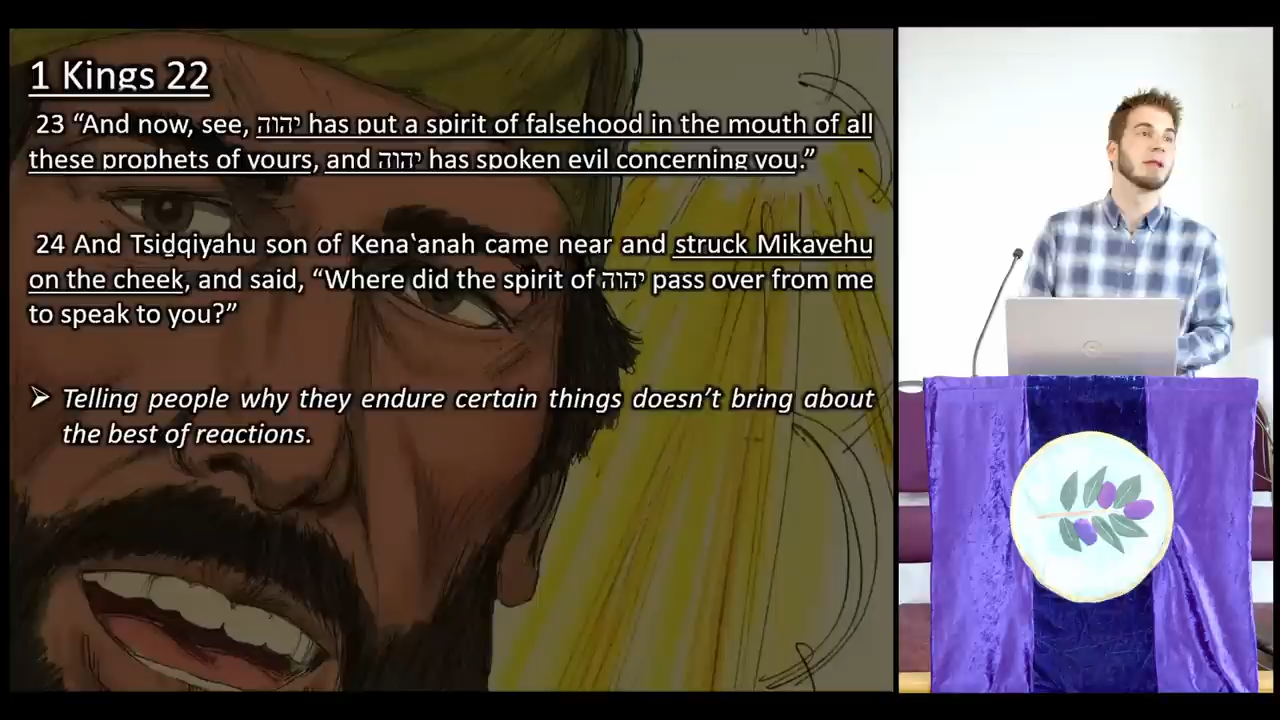 1 Kings 22
23 “And now, see, יהוה has put a spirit of falsehood in the mouth of all
these prophets of yours, and יהוה has spoken evil concerning you.”
24 And Tsiḏqiyahu son of Kena‛anah came near and struck Mikayehu
on the cheek, and said, “Where did the spirit of יהוה pass over from me
to speak to you?”
➢ Telling people why they endure certain things doesn’t bring about
the best of reactions.